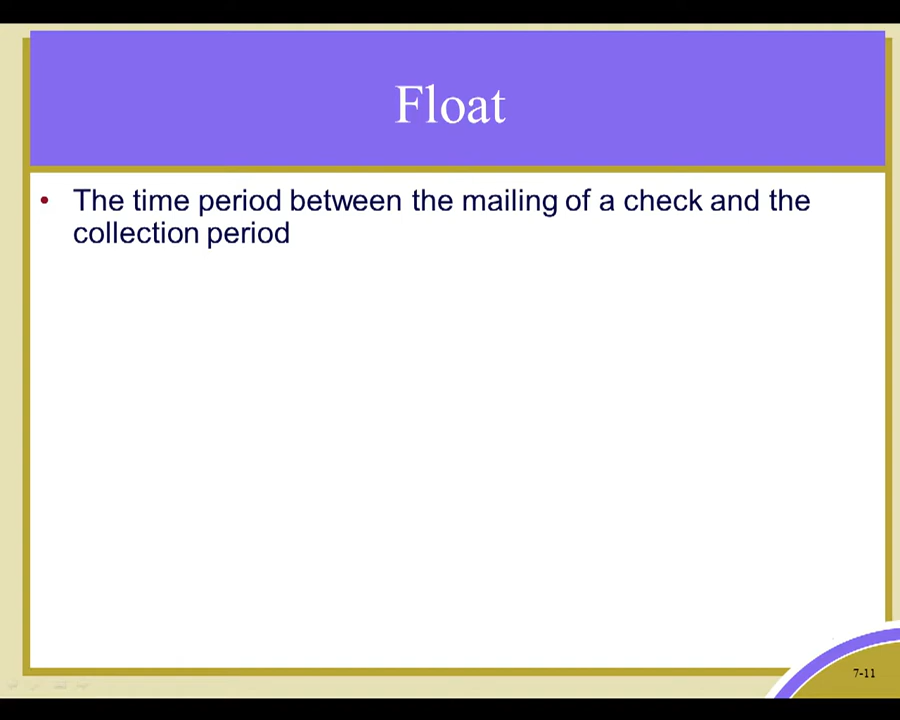 Float
• The time period between the mailing of a check and the
collection period
7-11